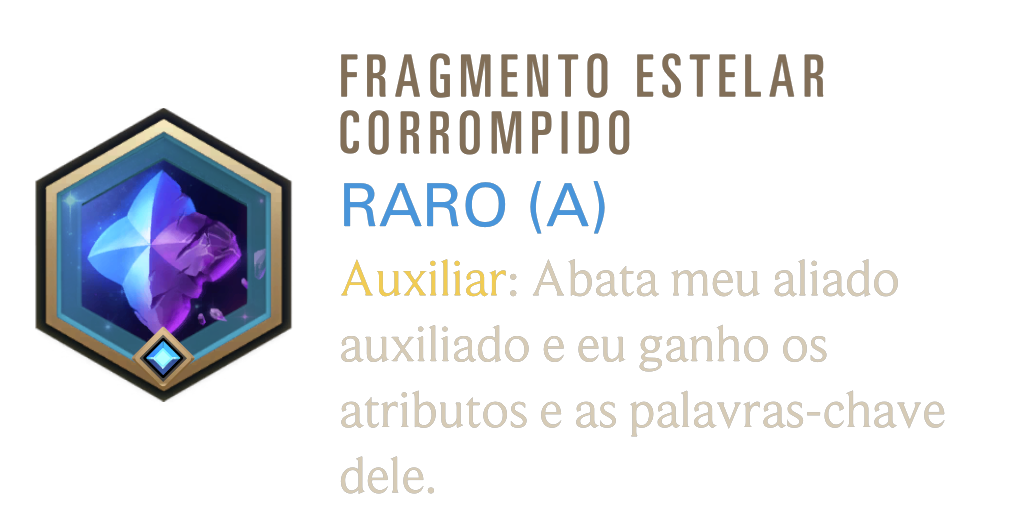 FRAGMENTO ESTELAR
CORROMPIDO
RARO (A)
Auxiliar: Abata meu aliado
auxiliado e eu ganho os
atributos e as palavras-chave
dele.